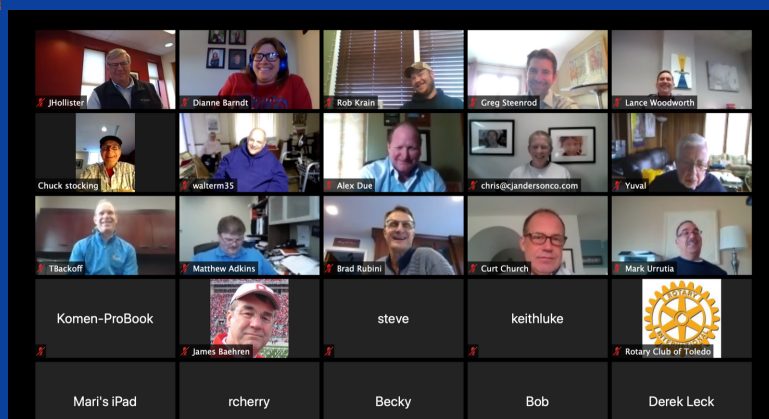 JHollister
Dianne Barndt
Rob Krain
Greg Steenrod
Lance Woodworth
Chuck stocking
walterm35
Alex Due
chris@cjandersonco.com
Yuval
TBackoff
Matthew Adkins
Brad Rubini
Curt Church
Mark Urrutia
Komen-ProBook
James Baehren
steve
keithluke
ROTARY
INTERNATIONAL
Rotary Club of Toledo
Mari's iPad
rcherry
Becky
Bob
Derek Leck